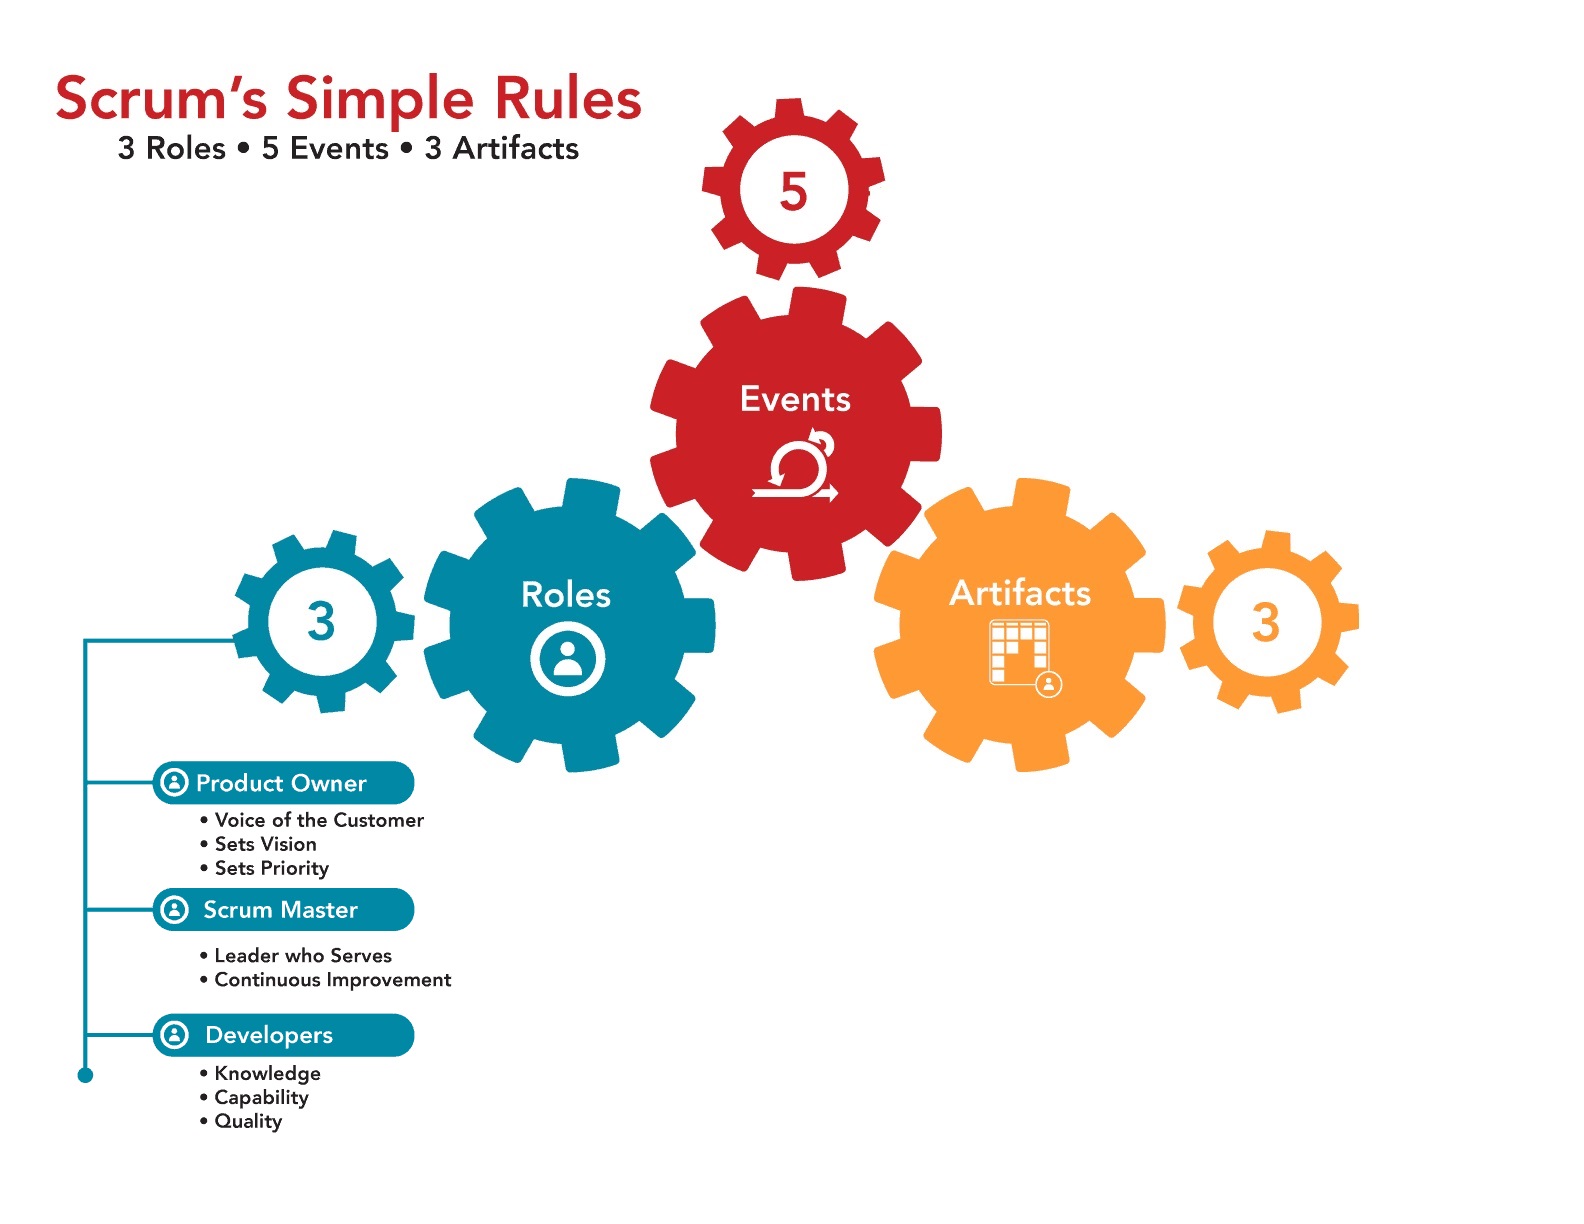 Scrum’s Simple Rules
3 Roles • 5 Events • 3 Artifacts
5
Events
Roles
3
Artifacts
3
Product Owner
• Voice of the Customer
• Sets Vision
• Sets Priority
Scrum Master
• Leader who Serves
• Continuous Improvement
Developers
• Knowledge
• Capability
• Quality